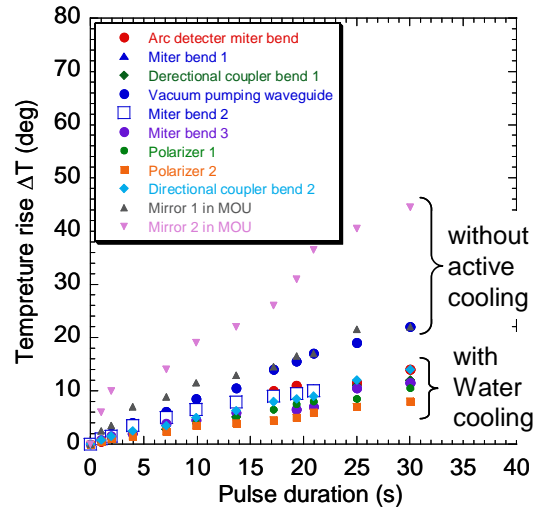 80
70
60
50
40
30
20
10
0
Tempreture rise ΔT (deg)
Arc detecter miter bend
Miter bend 1
Derectional coupler bend 1
Vacuum pumping waveguide
Miter bend 2
Miter bend 3
Polarizer 1
Polarizer 2
Directional coupler bend 2
Mirror 1 in MOU
Mirror 2 in MOU
without
active
cooling
with
Water
cooling
0 5 10 15 20 25 30 35 40
Pulse duration (s)